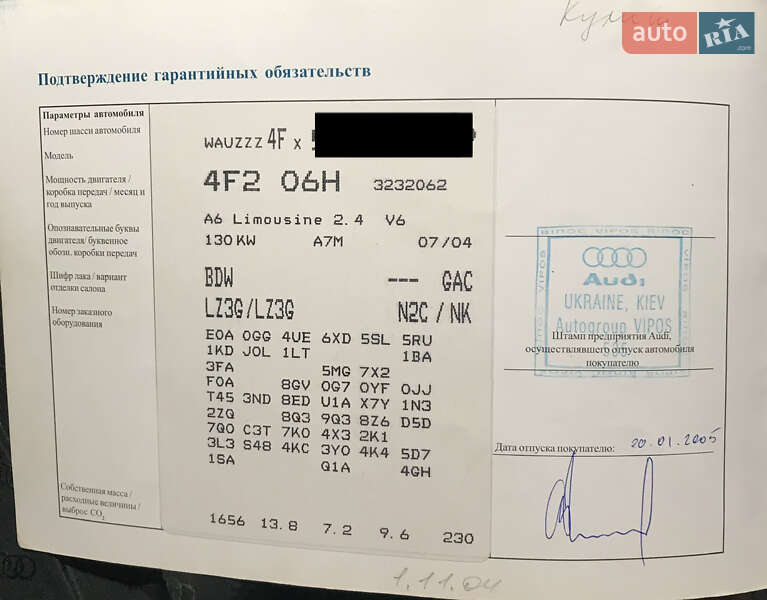 auto RIA .com
Подтверждение гарантийных обязательств
Параметры автомобиля
Номер шасси автомобиля
WAUZZZ 4F X
Модель
4F2 06H 3232062
Мощность двигателя /
коробка передач / месяц и
год выпуска
A6 Limousine 2.4 V6
130 KW A7M 07/04
Опознавательные буквы
двигателя/ буквенное
обозн. коробки передач
BDW --- GAC
Шифр лака / вариант
отделки салона
LZ3G/LZ3G N2C / NK
Номер заказного
оборудования
E0A 0GG 4UE 6XD 5SL 5RU
1KD J0L 1LT 1BA
3FA 5MG 7X2
F0A 8GV 0G7 0YF 0JJ
T45 3ND 8ED U1A X7Y 1N3
2ZQ 8Q3 9Q3 8Z6 D5D
7Q0 C3T 7K0 4X3 2K1
3L3 S48 4KC 3Y0 4K4 5D7
1SA Q1A 4GH
Собственная масса /
расходные величины /
выброс CO2
1656 13.8 7.2 9.6 230
BINOC VIPOS BINOC
VIPOS
Audi
UKRAINE, KIEV
Autogroup VIPOS
Штамп предприятия Audi,
осуществлявшего отпуск автомобиля
покупателю
Дата отпуска покупателю: 20.01.2005
1.11.04